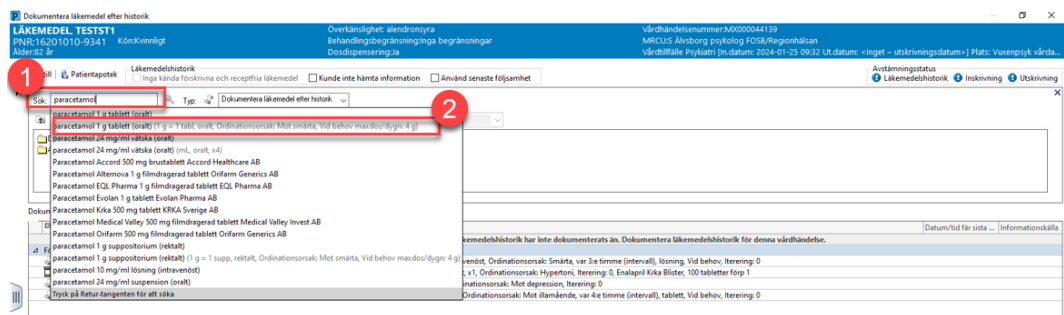 Dokumentera läkemedel efter historik
LÄKEMEDEL, TESTST1
PNR:16201010-9341 Kön:Kvinnligt
Ålder:82 år
Överkänslighet: alendronsyra
Behandlingsbegränsning:Inga begränsningar
Dosdispensering:Ja
Vårdhändelsenummer:MX000044139
MRCU:S Älvsborg psykolog FOSB/Regionhälsan
Vårdtillfälle Psykiatri [In.datum: 2024-01-25 09:32 Ut.datum: <Inget – utskrivningsdatum>] Plats: Vuxenpsyk vårda...
1
till Patientapotek
Läkemedelshistorik
Inga kända förskrivna och receptfria läkemedel Kunde inte hämta information Använd senaste följsamhet
Avstämningsstatus
Läkemedelshistorik Inskrivning Utskrivning
Sök: paracetamol Typ: Dokumentera läkemedel efter historik
2
paracetamol 1 g tablett (oralt)
paracetamol 1 g tablett (oralt) (1 g = 1 tabl, oralt, Ordinationsorsak: Mot smärta, Vid behov maxdos/dygn: 4 g)
paracetamol 24 mg/ml vätska (oralt)
paracetamol 24 mg/ml vätska (oralt) (mL, oralt, x4)
Paracetamol Accord 500 mg brustablett Accord Healthcare AB
Paracetamol Alternova 1 g filmdragerad tablett Orifarm Generics AB
Paracetamol EQL Pharma 1 g filmdragerad tablett EQL Pharma AB
Paracetamol Evolan 1 g tablett Evolan Pharma AB
Paracetamol Krka 500 mg tablett KRKA Sverige AB
Paracetamol Medical Valley 500 mg filmdragerad tablett Medical Valley Invest AB
Paracetamol Orifarm 500 mg filmdragerad tablett Orifarm Generics AB
paracetamol 1 g suppositorium (rektalt)
paracetamol 1 g suppositorium (rektalt) (1 g = 1 supp, rektalt, Ordinationsorsak: Mot smärta, Vid behov maxdos/dygn: 4 g)
paracetamol 10 mg/ml lösning (intravenöst)
paracetamol 24 mg/ml suspension (oralt)
Tryck på Retur-tangenten för att söka
Dokum
Datum/tid för sista ... Informationskälla
kemedelshistorik har inte dokumenterats än. Dokumentera läkemedelshistorik för denna vårdhändelse.
venöst, Ordinationsorsak: Smärta, var 3:e timme (intervall), lösning, Vid behov, Iterering: 0
, x1, Ordinationsorsak: Hypertoni, Iterering: 0, Enalapril Krka Blister, 100 tabletter förp 1
inationsorsak: Mot depression, Iterering: 0
Ordinationsorsak: Mot illamående, var 4:e timme (intervall), tablett, Vid behov, Iterering: 0